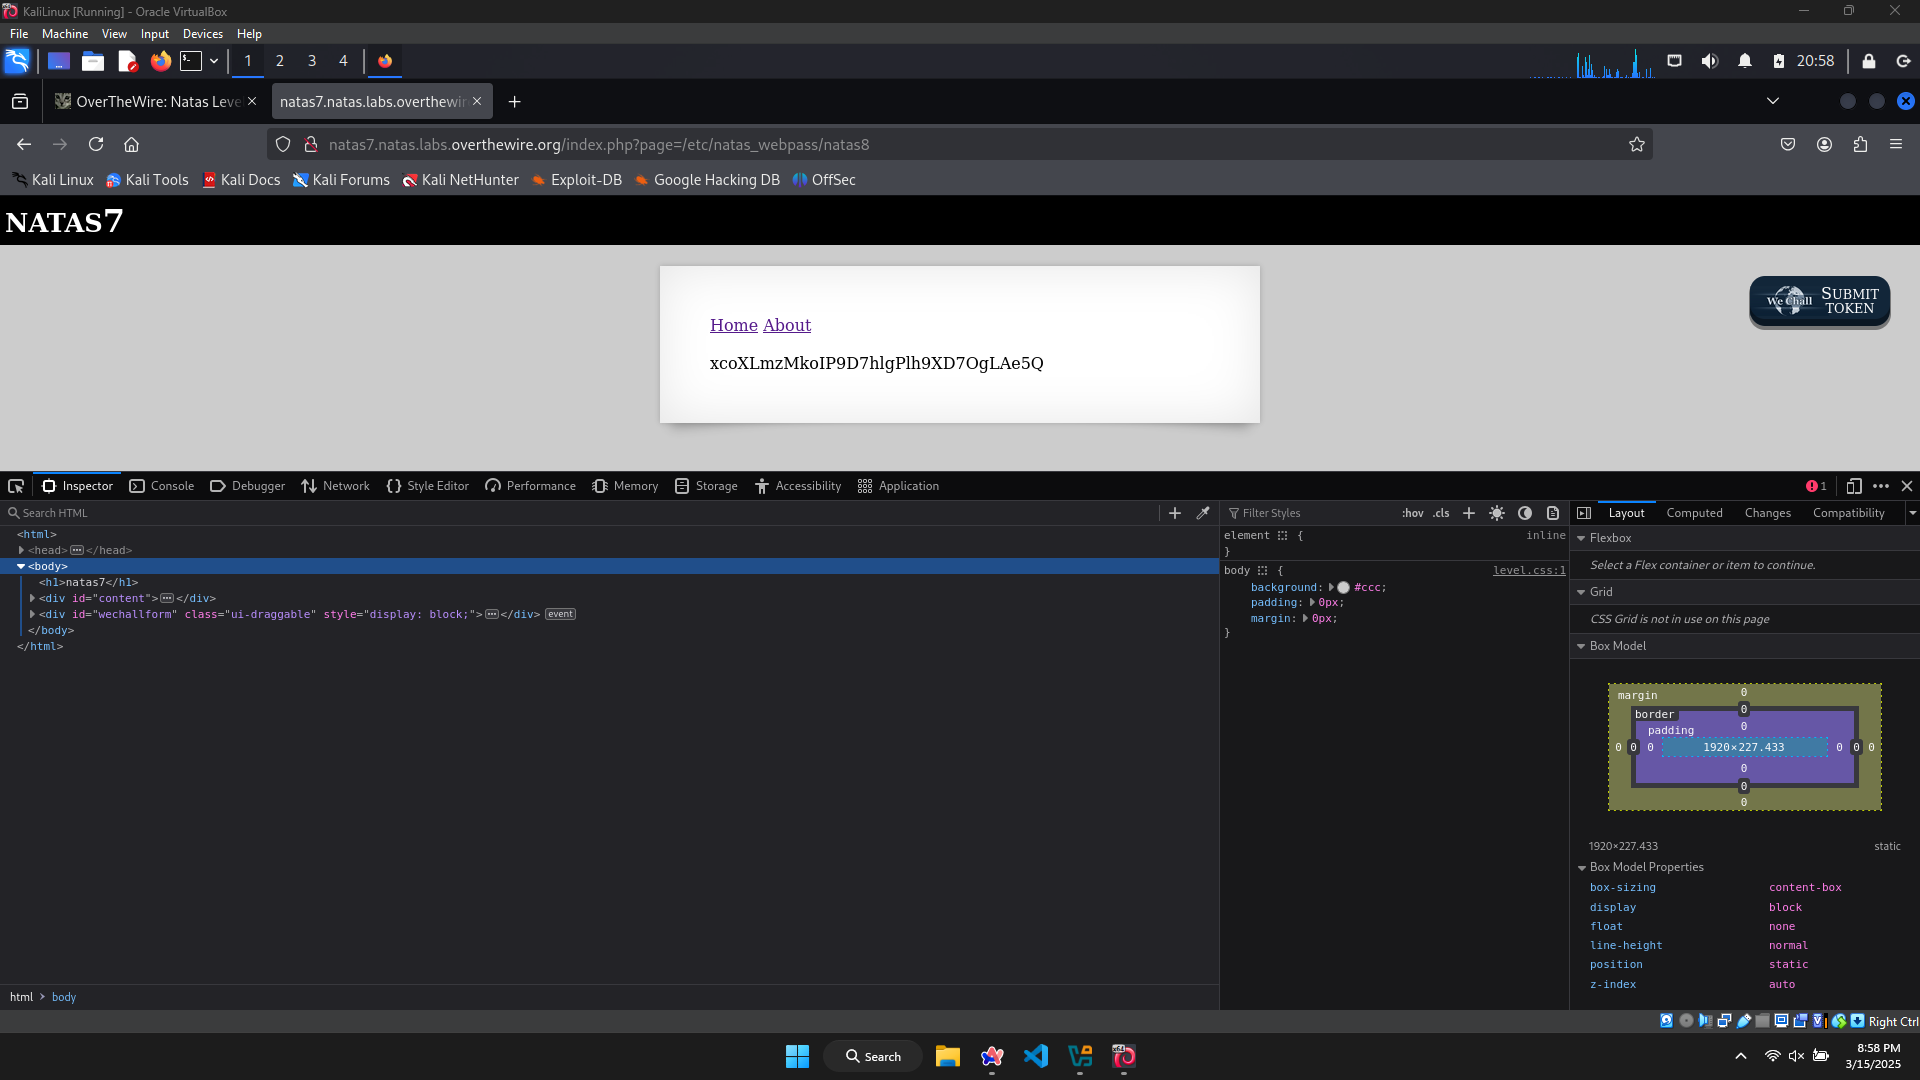 KaliLinux [Running] - Oracle VirtualBox
File Machine View Input Devices Help
1 2 3 4
20:58
OverTheWire: Natas Leve
natas7.natas.labs.overthewir
natas7.natas.labs.overthewire.org/index.php?page=/etc/natas_webpass/natas8
Kali Linux Kali Tools Kali Docs Kali Forums Kali NetHunter Exploit-DB Google Hacking DB OffSec
NATAS7
Home About
xcoXLmzMkoIP9D7hlgPlh9XD7OgLAe5Q
We Chall
SUBMIT
TOKEN
Inspector Console Debugger Network Style Editor Performance Memory Storage Accessibility Application
1
Search HTML
<html>
<head></head>
<body>
<h1>natas7</h1>
<div id="content"></div>
<div id="wechallform" class="ui-draggable" style="display: block;"></div> event
</body>
</html>
html > body
Filter Styles
:hov .cls
element { inline
}
body { level.css:1
background: #ccc;
padding: 0px;
margin: 0px;
}
Layout Computed Changes Compatibility
Flexbox
Select a Flex container or item to continue.
Grid
CSS Grid is not in use on this page
Box Model
margin 0
border 0
padding 0
0 0 0 1920×227.433 0 0 0
0
0
0
1920×227.433 static
Box Model Properties
box-sizing content-box
display block
float none
line-height normal
position static
z-index auto
Right Ctrl
Search
8:58 PM
3/15/2025